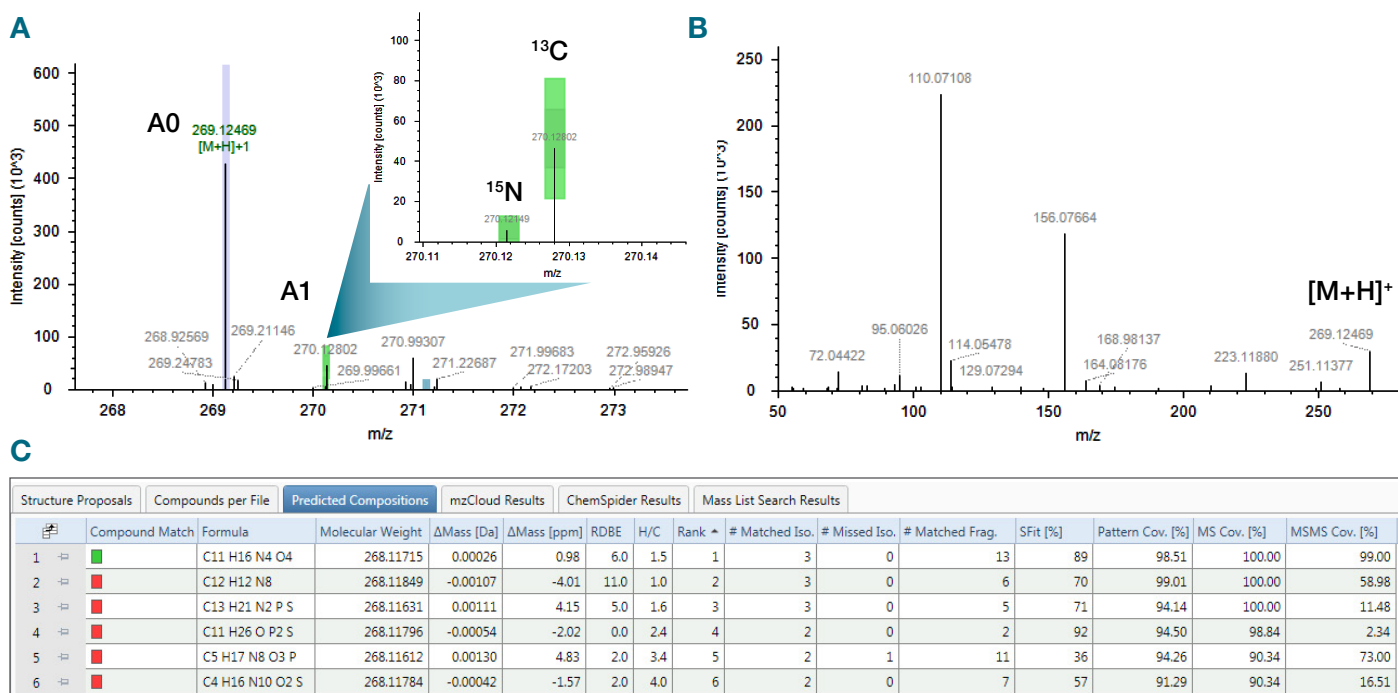 A
Intensity [counts] (10^3)
600
500
400
300
200
100
0
A0
269.12469
[M+H]+1
A1
268.92569
269.24783
269.21146
270.12802
269.99661
270.99307
271.22687
271.99683
272.17203
272.95926
272.98947
268
269
270
271
272
273
m/z
Intensity [counts] (10^3)
100
80
60
40
20
0
13C
270.12802
15N
270.12149
270.11
270.12
270.13
270.14
m/z
B
Intensity [counts] (10^3)
250
200
150
100
50
0
110.07108
156.07664
[M+H]+
269.12469
72.04422
95.06026
114.05478
129.07294
164.08176
168.98137
223.11880
251.11377
50
100
150
200
250
m/z
C
Structure Proposals Compounds per File Predicted Compositions mzCloud Results ChemSpider Results Mass List Search Results
Compound Match Formula Molecular Weight ΔMass [Da] ΔMass [ppm] RDBE H/C Rank # Matched Iso. # Missed Iso. # Matched Frag. SFit [%] Pattern Cov. [%] MS Cov. [%] MSMS Cov. [%]
1 C11 H16 N4 O4 268.11715 0.00026 0.98 6.0 1.5 1 3 0 13 89 98.51 100.00 99.00
2 C12 H12 N8 268.11849 -0.00107 -4.01 11.0 1.0 2 3 0 6 70 99.01 100.00 58.98
3 C13 H21 N2 P S 268.11631 0.00111 4.15 5.0 1.6 3 3 0 5 71 94.14 100.00 11.48
4 C11 H26 O P2 S 268.11796 -0.00054 -2.02 0.0 2.4 4 2 0 2 92 94.50 98.84 2.34
5 C5 H17 N8 O3 P 268.11612 0.00130 4.83 2.0 3.4 5 2 1 11 36 94.26 90.34 73.00
6 C4 H16 N10 O2 S 268.11784 -0.00042 -1.57 2.0 4.0 6 2 0 7 57 91.29 90.34 16.51